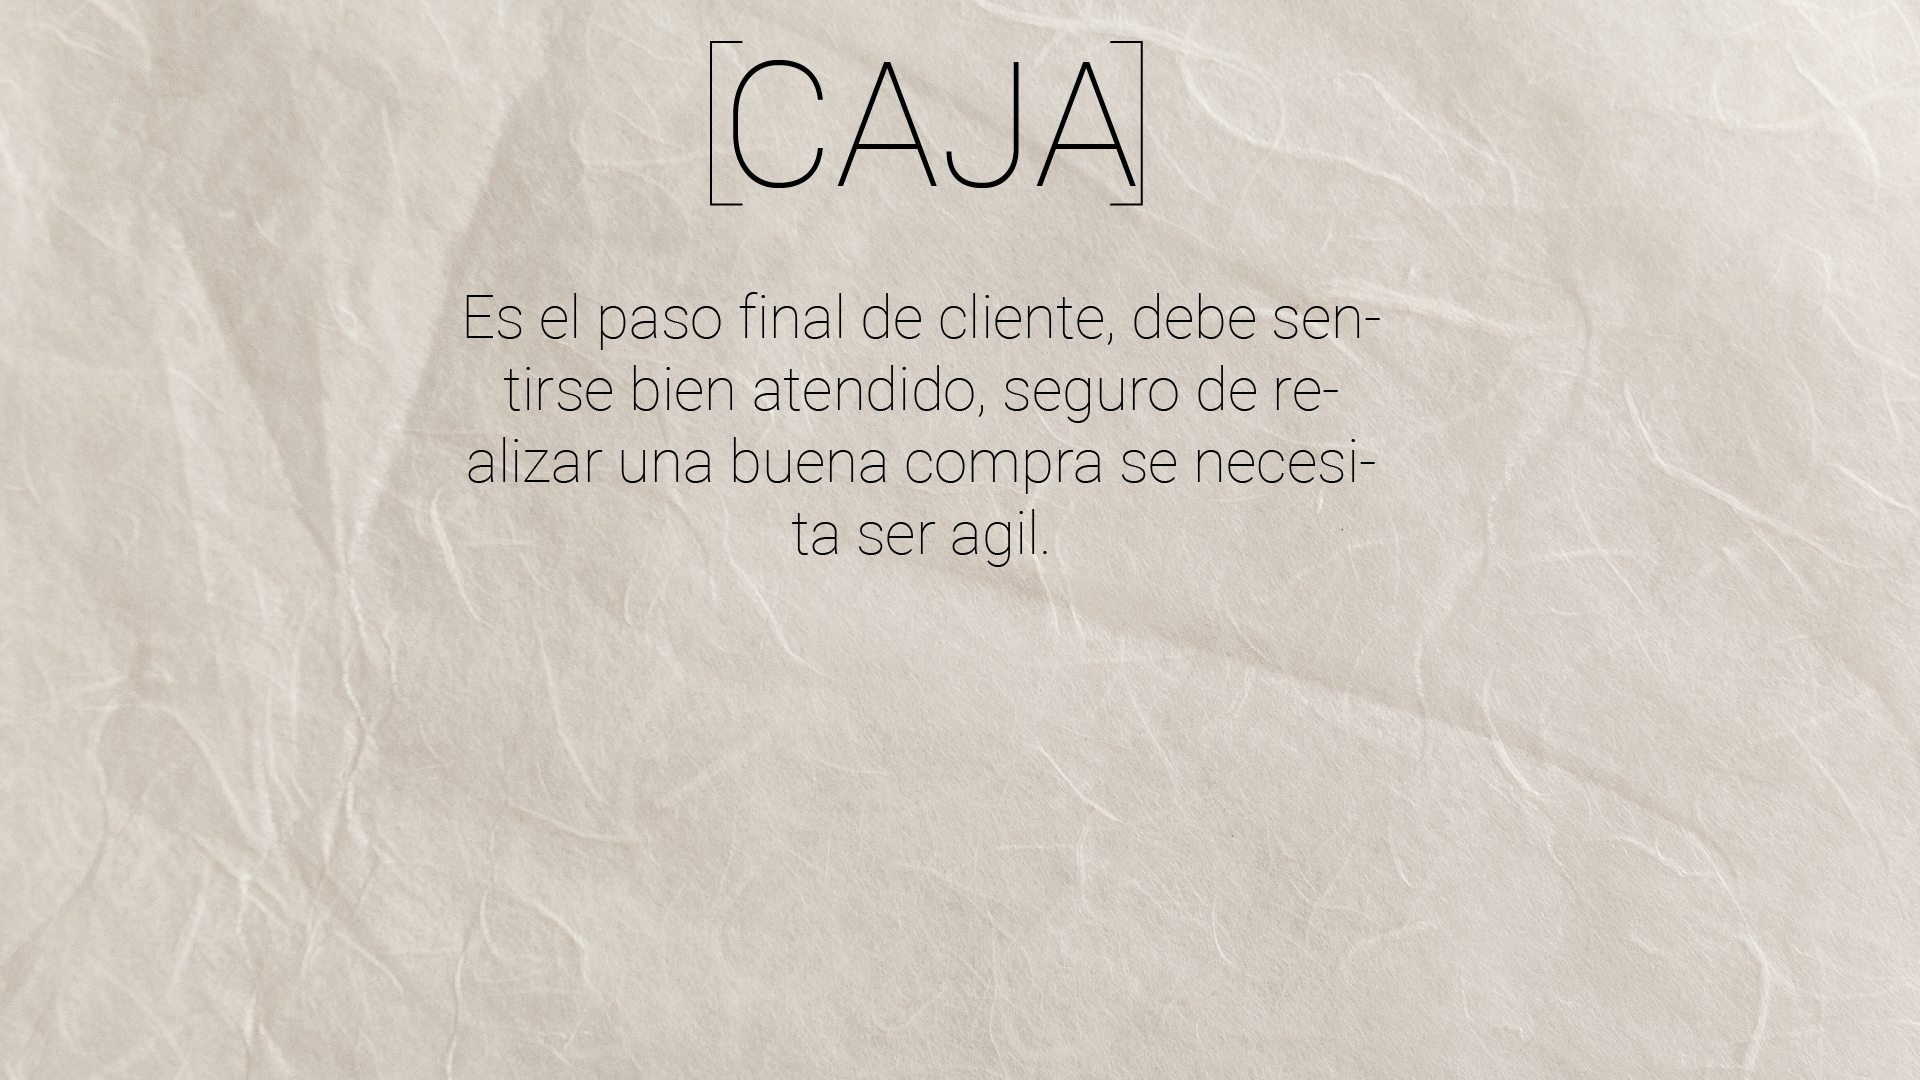 [CAJA]
Es el paso final de cliente, debe sen-
tirse bien atendido, seguro de re-
alizar una buena compra se necesi-
ta ser agil.